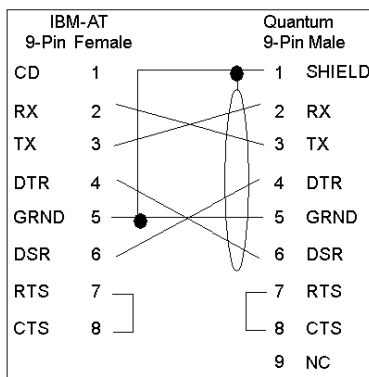 IBM-AT Quantum
9-Pin Female 9-Pin Male
CD 1 1 SHIELD
RX 2 2 RX
TX 3 3 TX
DTR 4 4 DTR
GRND 5 5 GRND
DSR 6 6 DSR
RTS 7 7 RTS
CTS 8 8 CTS
9 NC